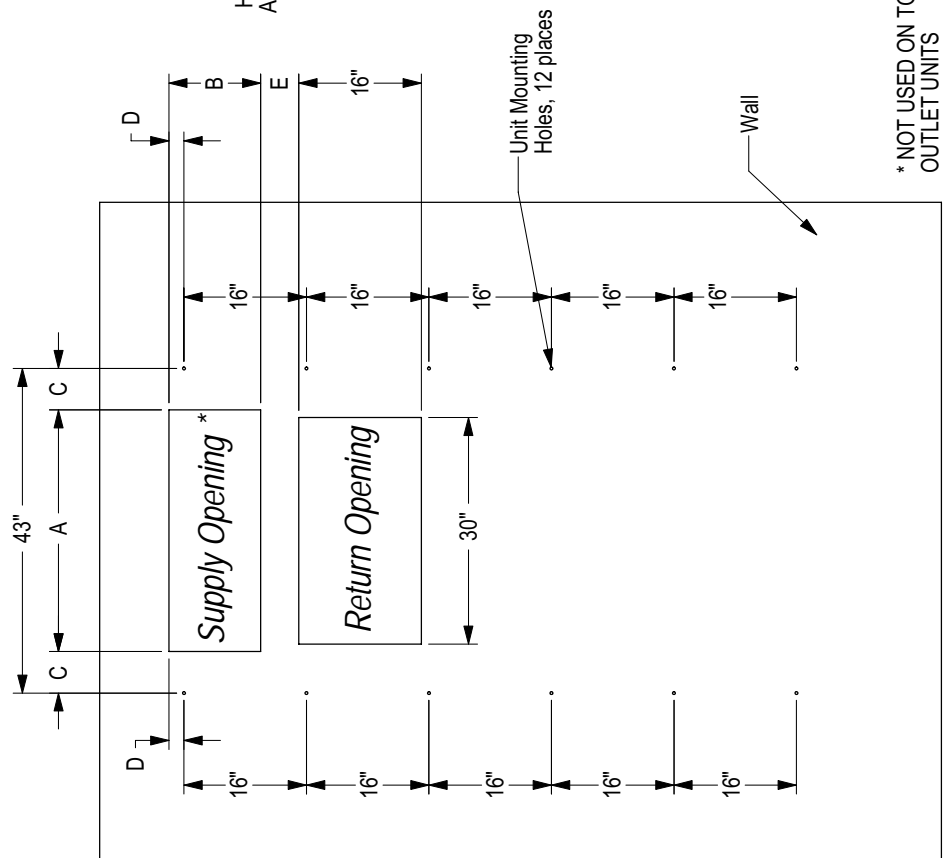 H
A
43"
C
A
C
D
D
B
E
16"
Supply Opening *
Return Opening
30"
16"
16"
16"
16"
16"
16"
16"
16"
16"
16"
Unit Mounting
Holes, 12 places
Wall
* NOT USED ON TO
OUTLET UNITS